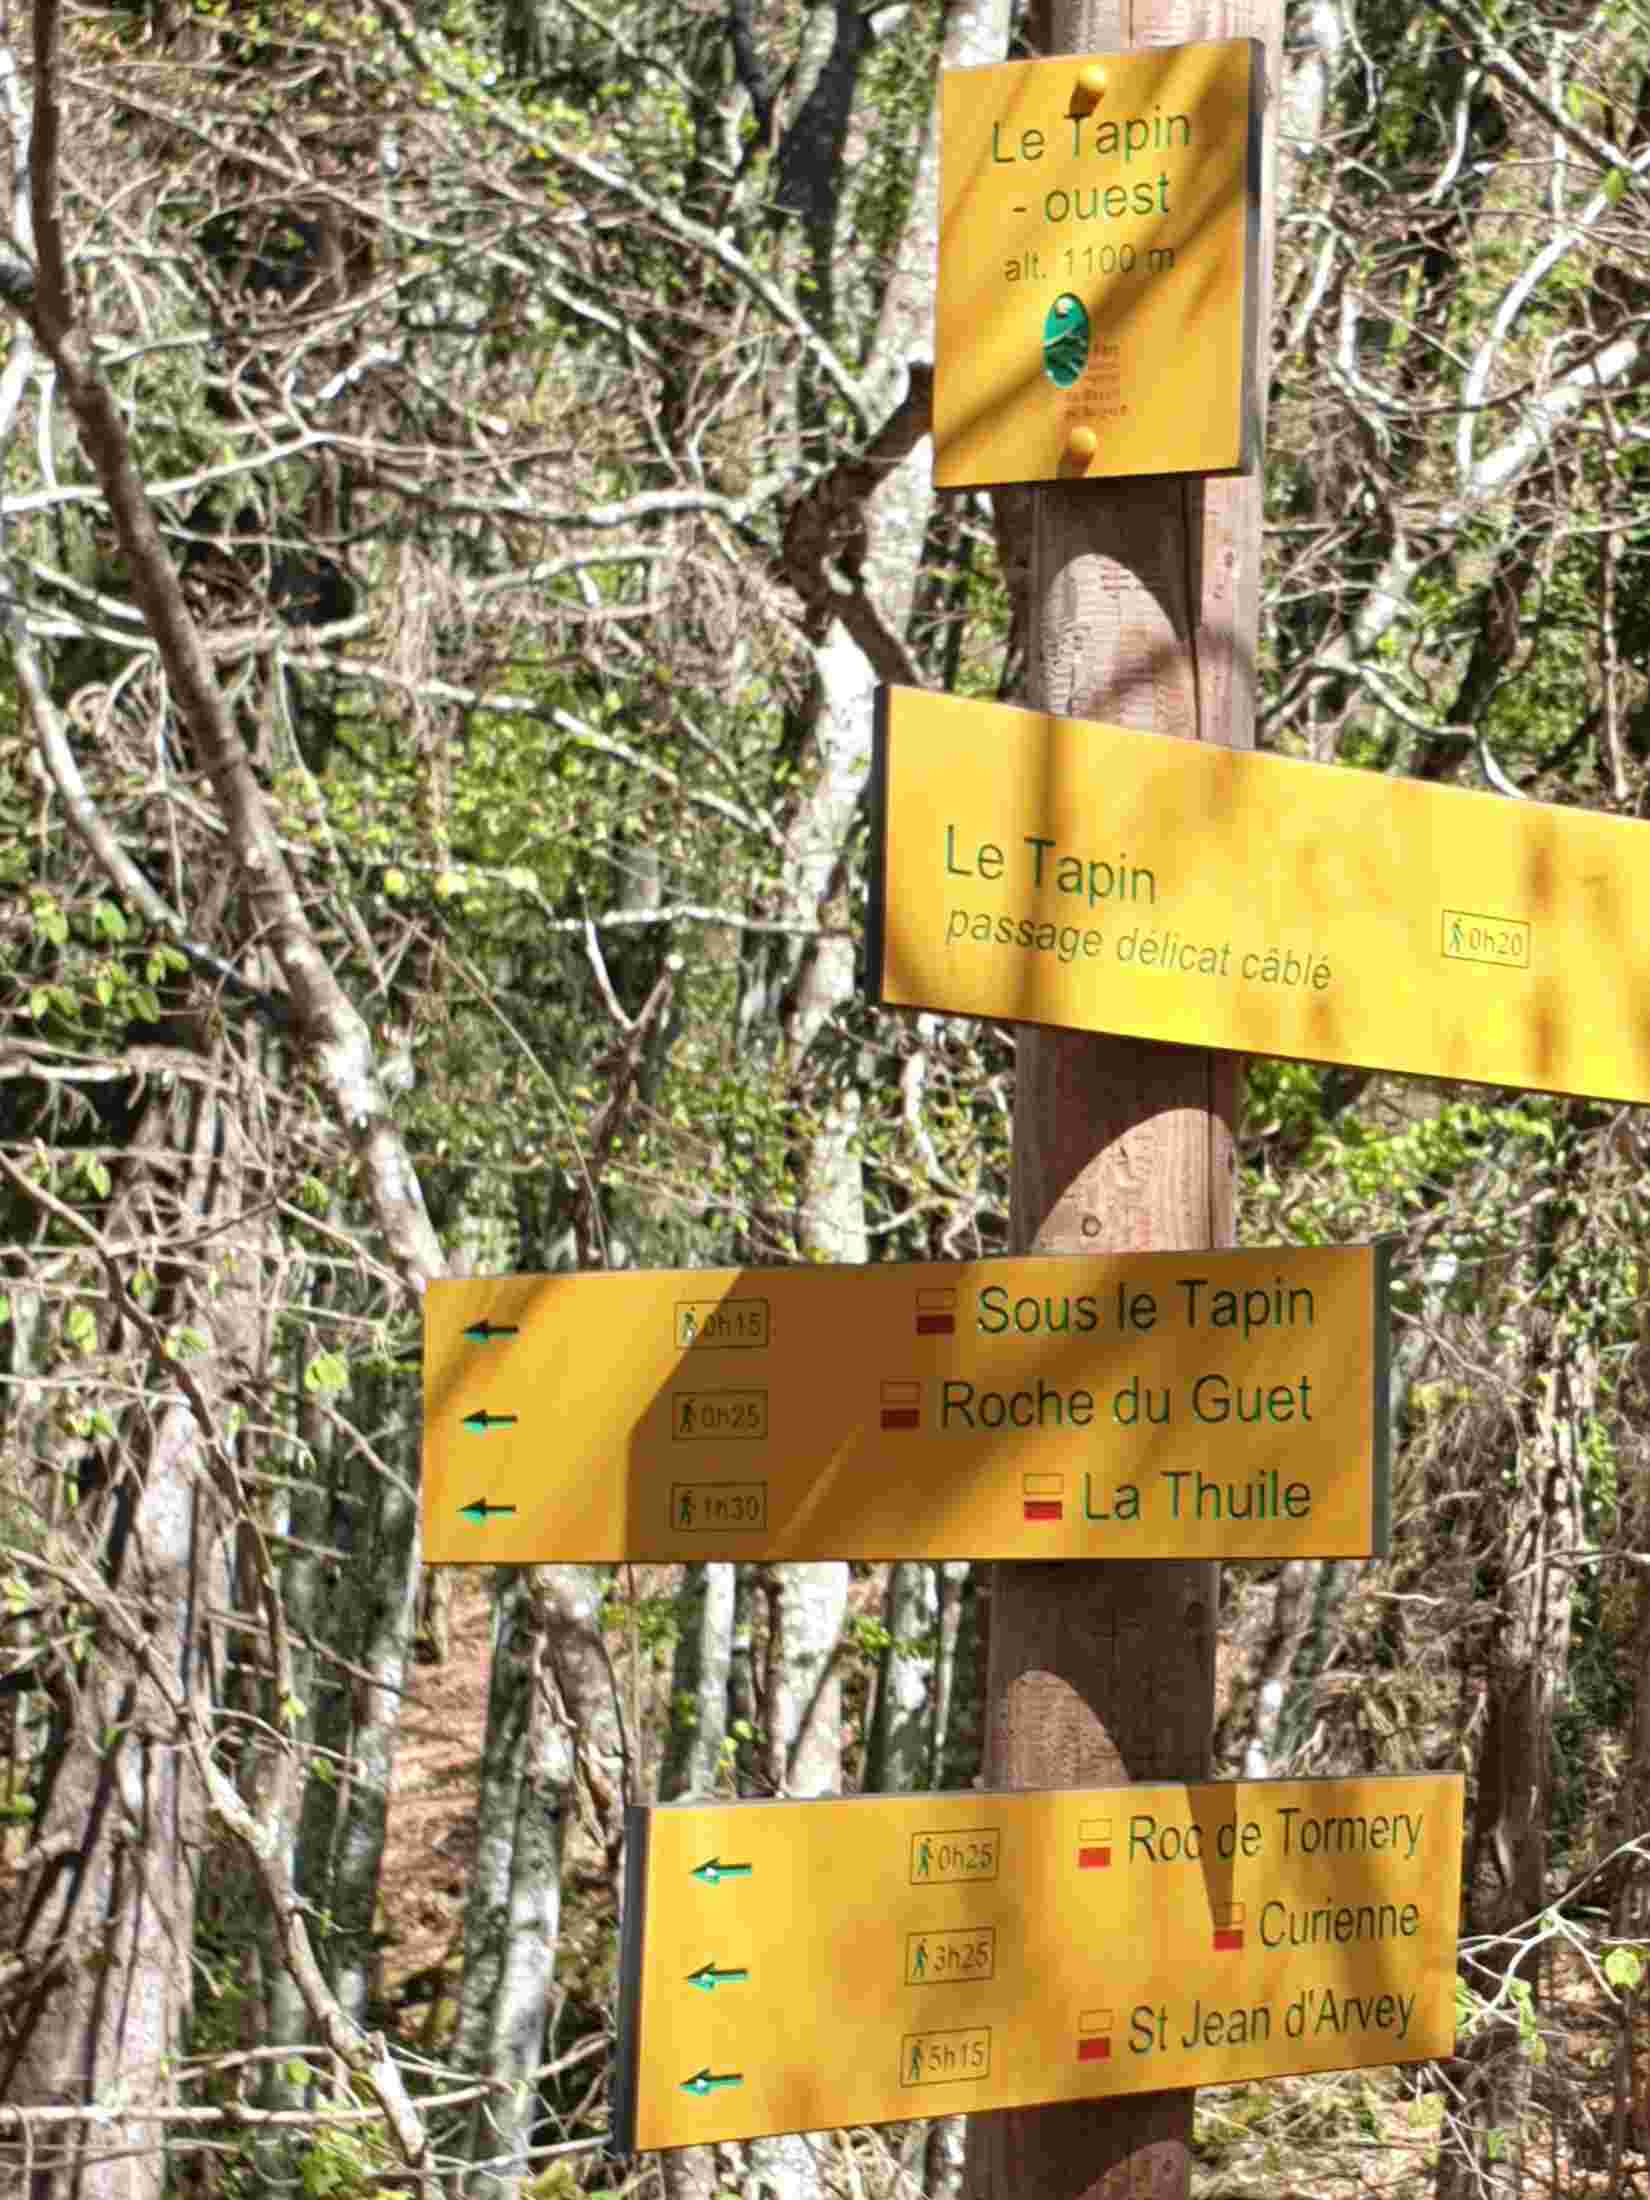 Le Tapin
- ouest
alt. 1100 m
Le Tapin
passage délicat câblé
0h20
0h15 Sous le Tapin
0h25 Roche du Guet
1h30 La Thuile
0h25 Roc de Tormery
3h25 Curienne
5h15 St Jean d'Arvey